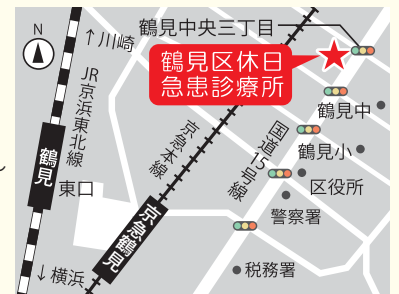 N
↑川崎
鶴見中央三丁目
鶴見区休日
急患診療所
JR京浜東北線
鶴見
東口
京急本線
京急鶴見
国道15号線
鶴見中
鶴見小
区役所
警察署
税務署
↓横浜